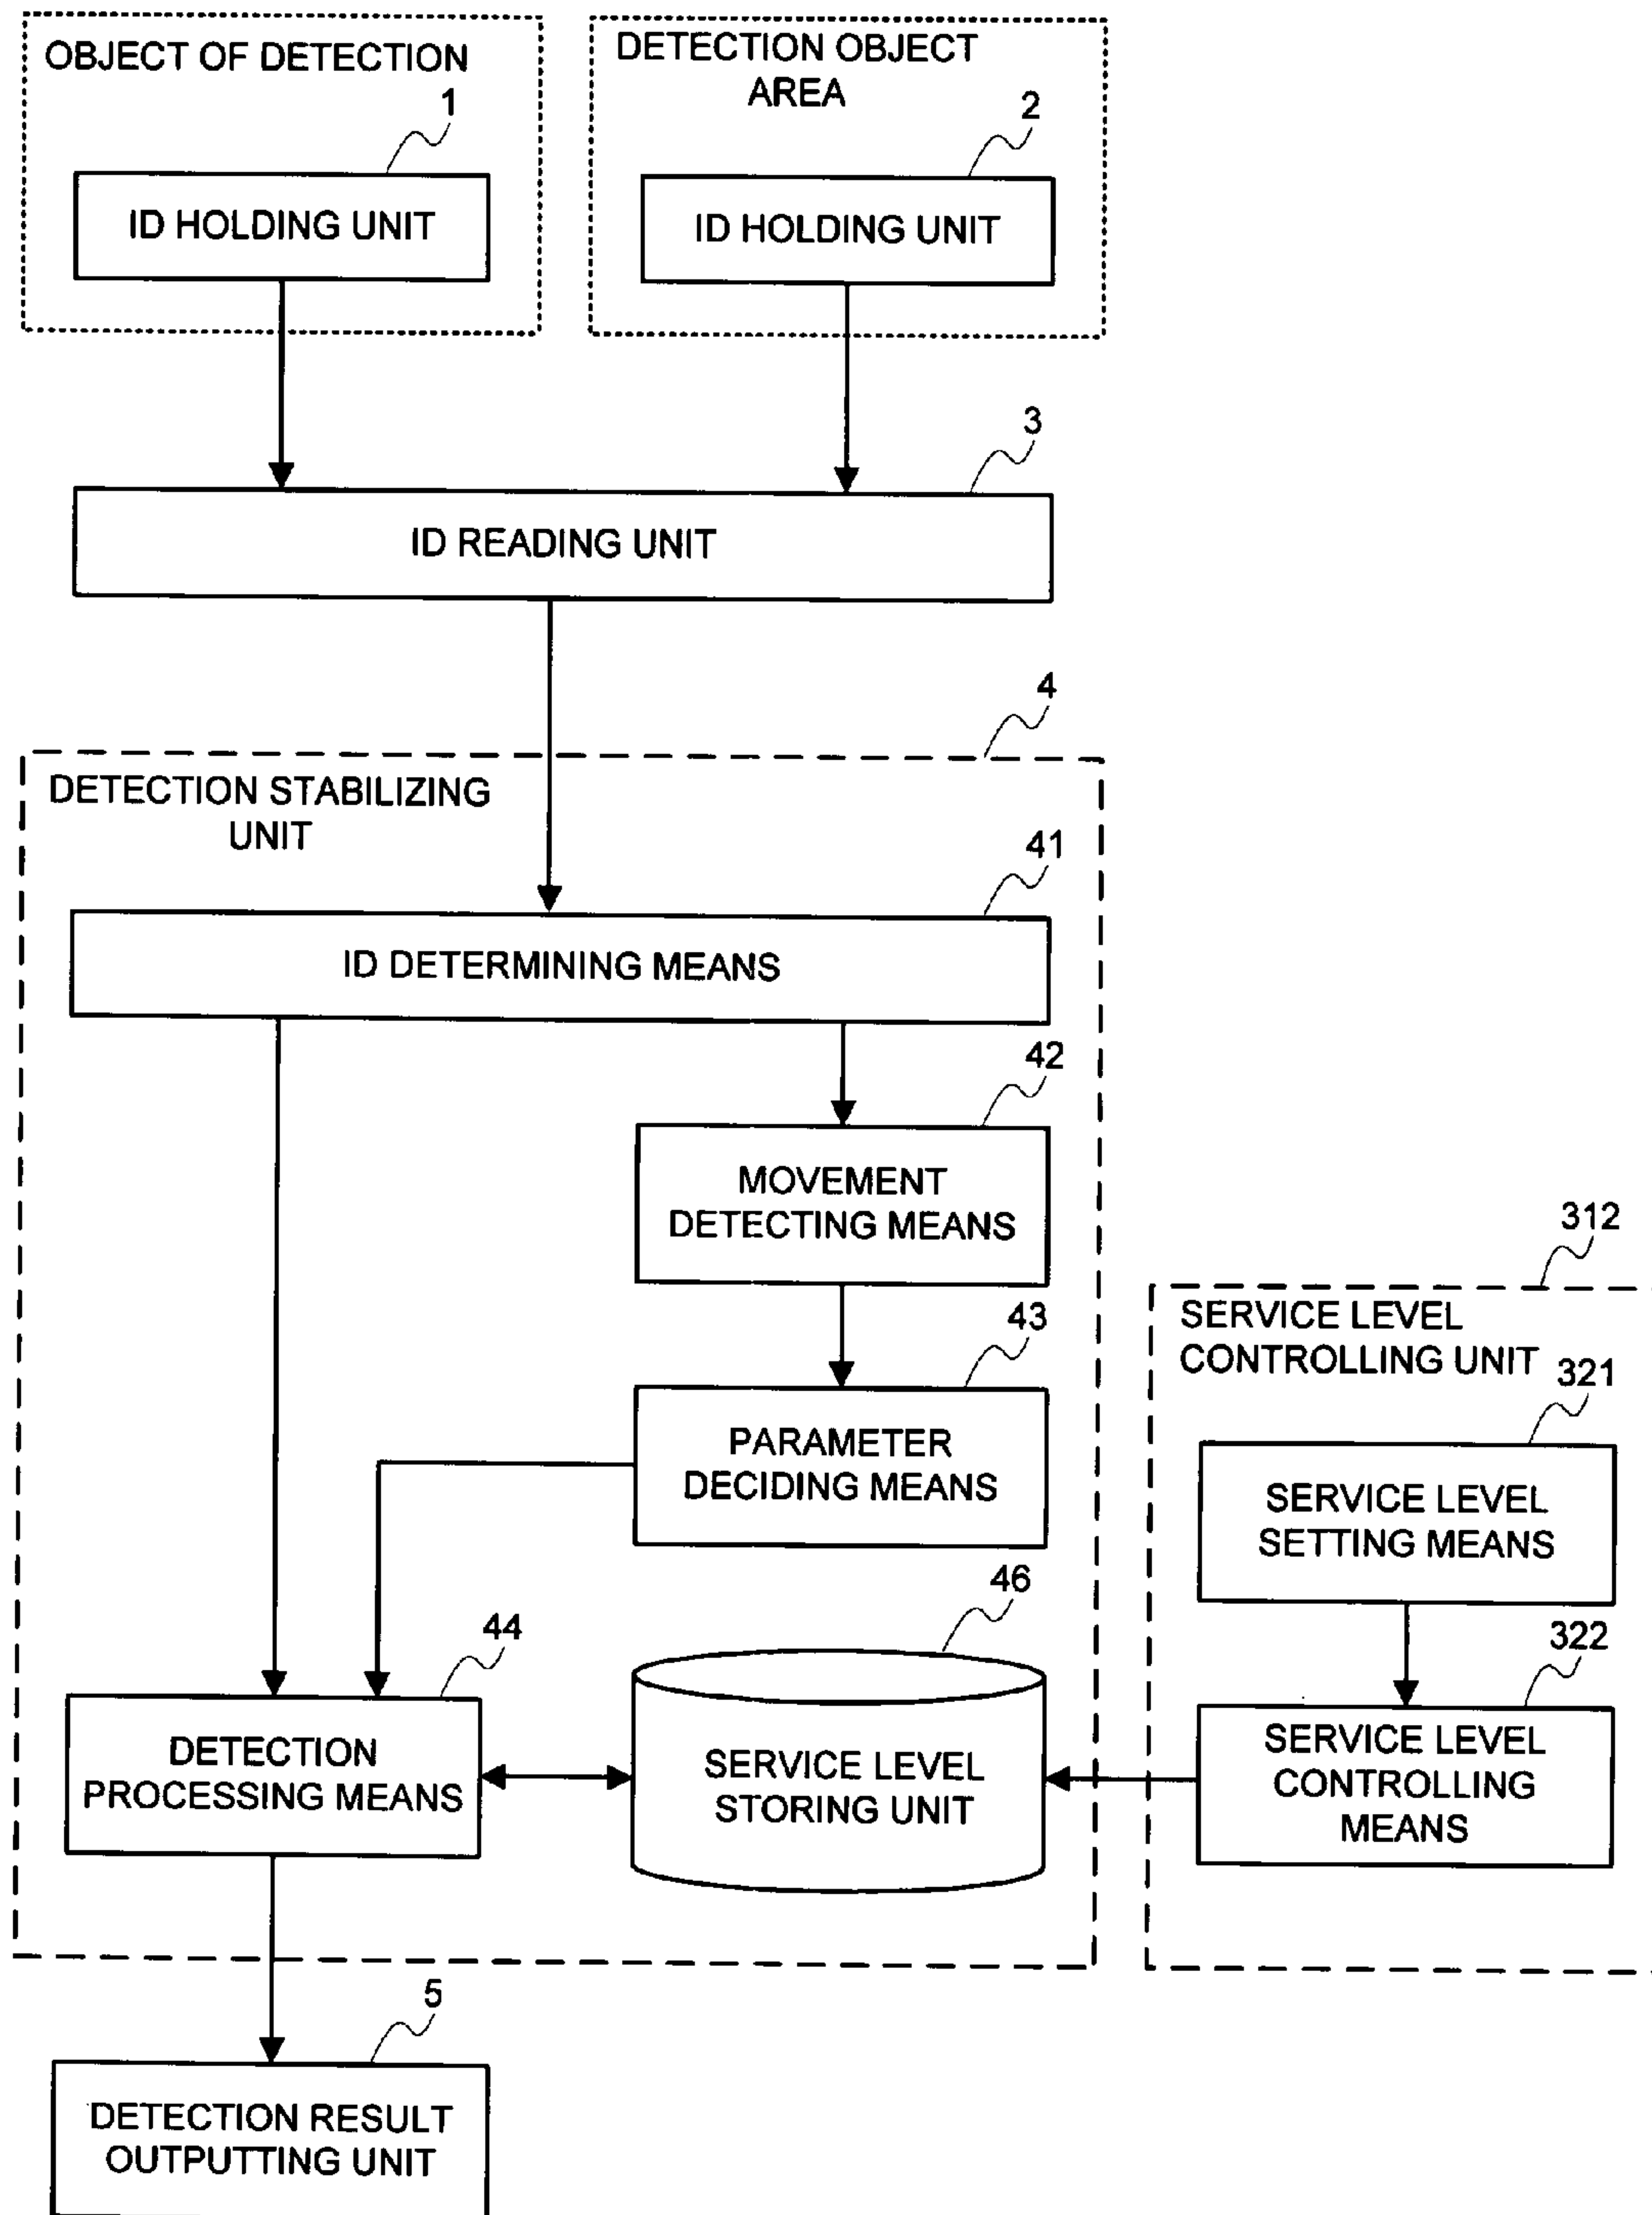 OBJECT OF DETECTION
1
ID HOLDING UNIT
DETECTION OBJECT
AREA
2
ID HOLDING UNIT
3
ID READING UNIT
4
DETECTION STABILIZING
UNIT
41
ID DETERMINING MEANS
42
MOVEMENT
DETECTING MEANS
43
PARAMETER
DECIDING MEANS
44
DETECTION
PROCESSING MEANS
46
SERVICE LEVEL
STORING UNIT
312
SERVICE LEVEL
CONTROLLING UNIT
321
SERVICE LEVEL
SETTING MEANS
322
SERVICE LEVEL
CONTROLLING
MEANS
5
DETECTION RESULT
OUTPUTTING UNIT